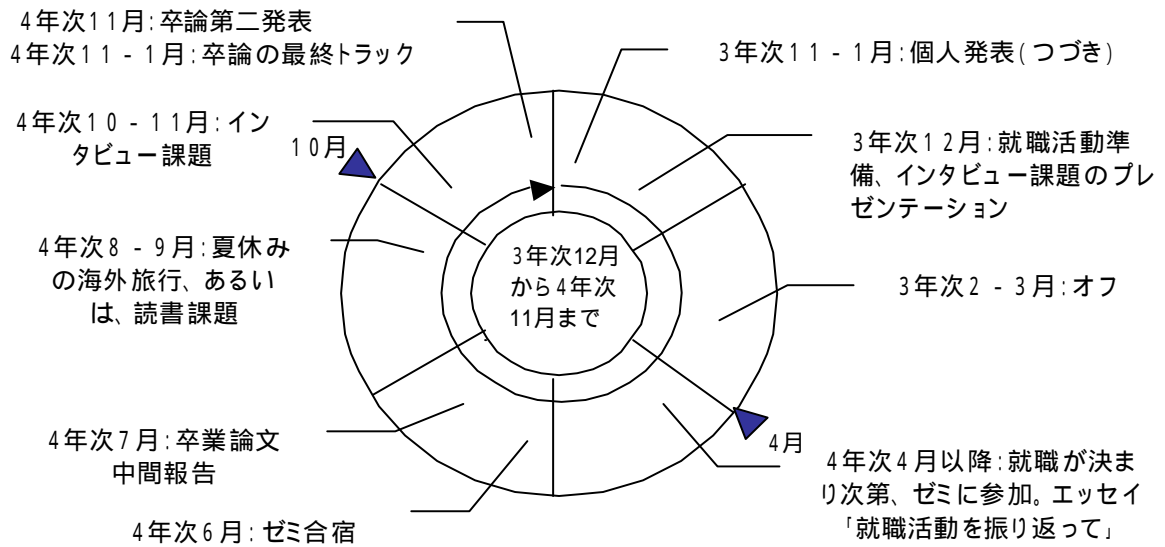 4年次11月:卒論第二発表
4年次11-1月:卒論の最終トラック
3年次11-1月:個人発表(つづき)
4年次10-11月:イン
タビュー課題
10月
3年次12月:就職活動準
備、インタビュー課題のプレ
ゼンテーション
4年次8-9月:夏休み
の海外旅行、あるい
は、読書課題
3年次12月
から4年次
11月まで
3年次2-3月:オフ
4年次7月:卒業論文
中間報告
4月
4年次4月以降:就職が決ま
り次第、ゼミに参加。エッセイ
「就職活動を振り返って」
4年次6月:ゼミ合宿